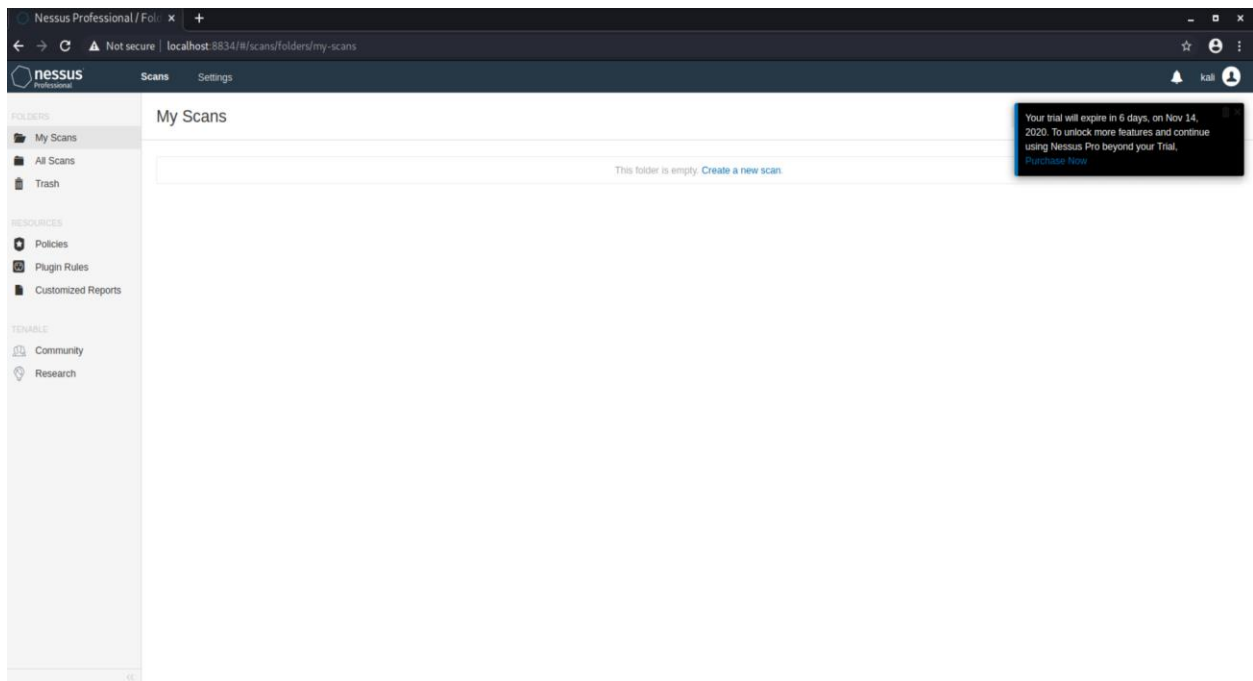 Nessus Professional / Fol
Not secure | localhost:8834/#/scans/folders/my-scans
nessus
Professional
Scans
Settings
kali
FOLDERS
My Scans
All Scans
Trash
RESOURCES
Policies
Plugin Rules
Customized Reports
TENABLE
Community
Research
My Scans
This folder is empty. Create a new scan.
Your trial will expire in 6 days, on Nov 14,
2020. To unlock more features and continue
using Nessus Pro beyond your Trial,
Purchase Now